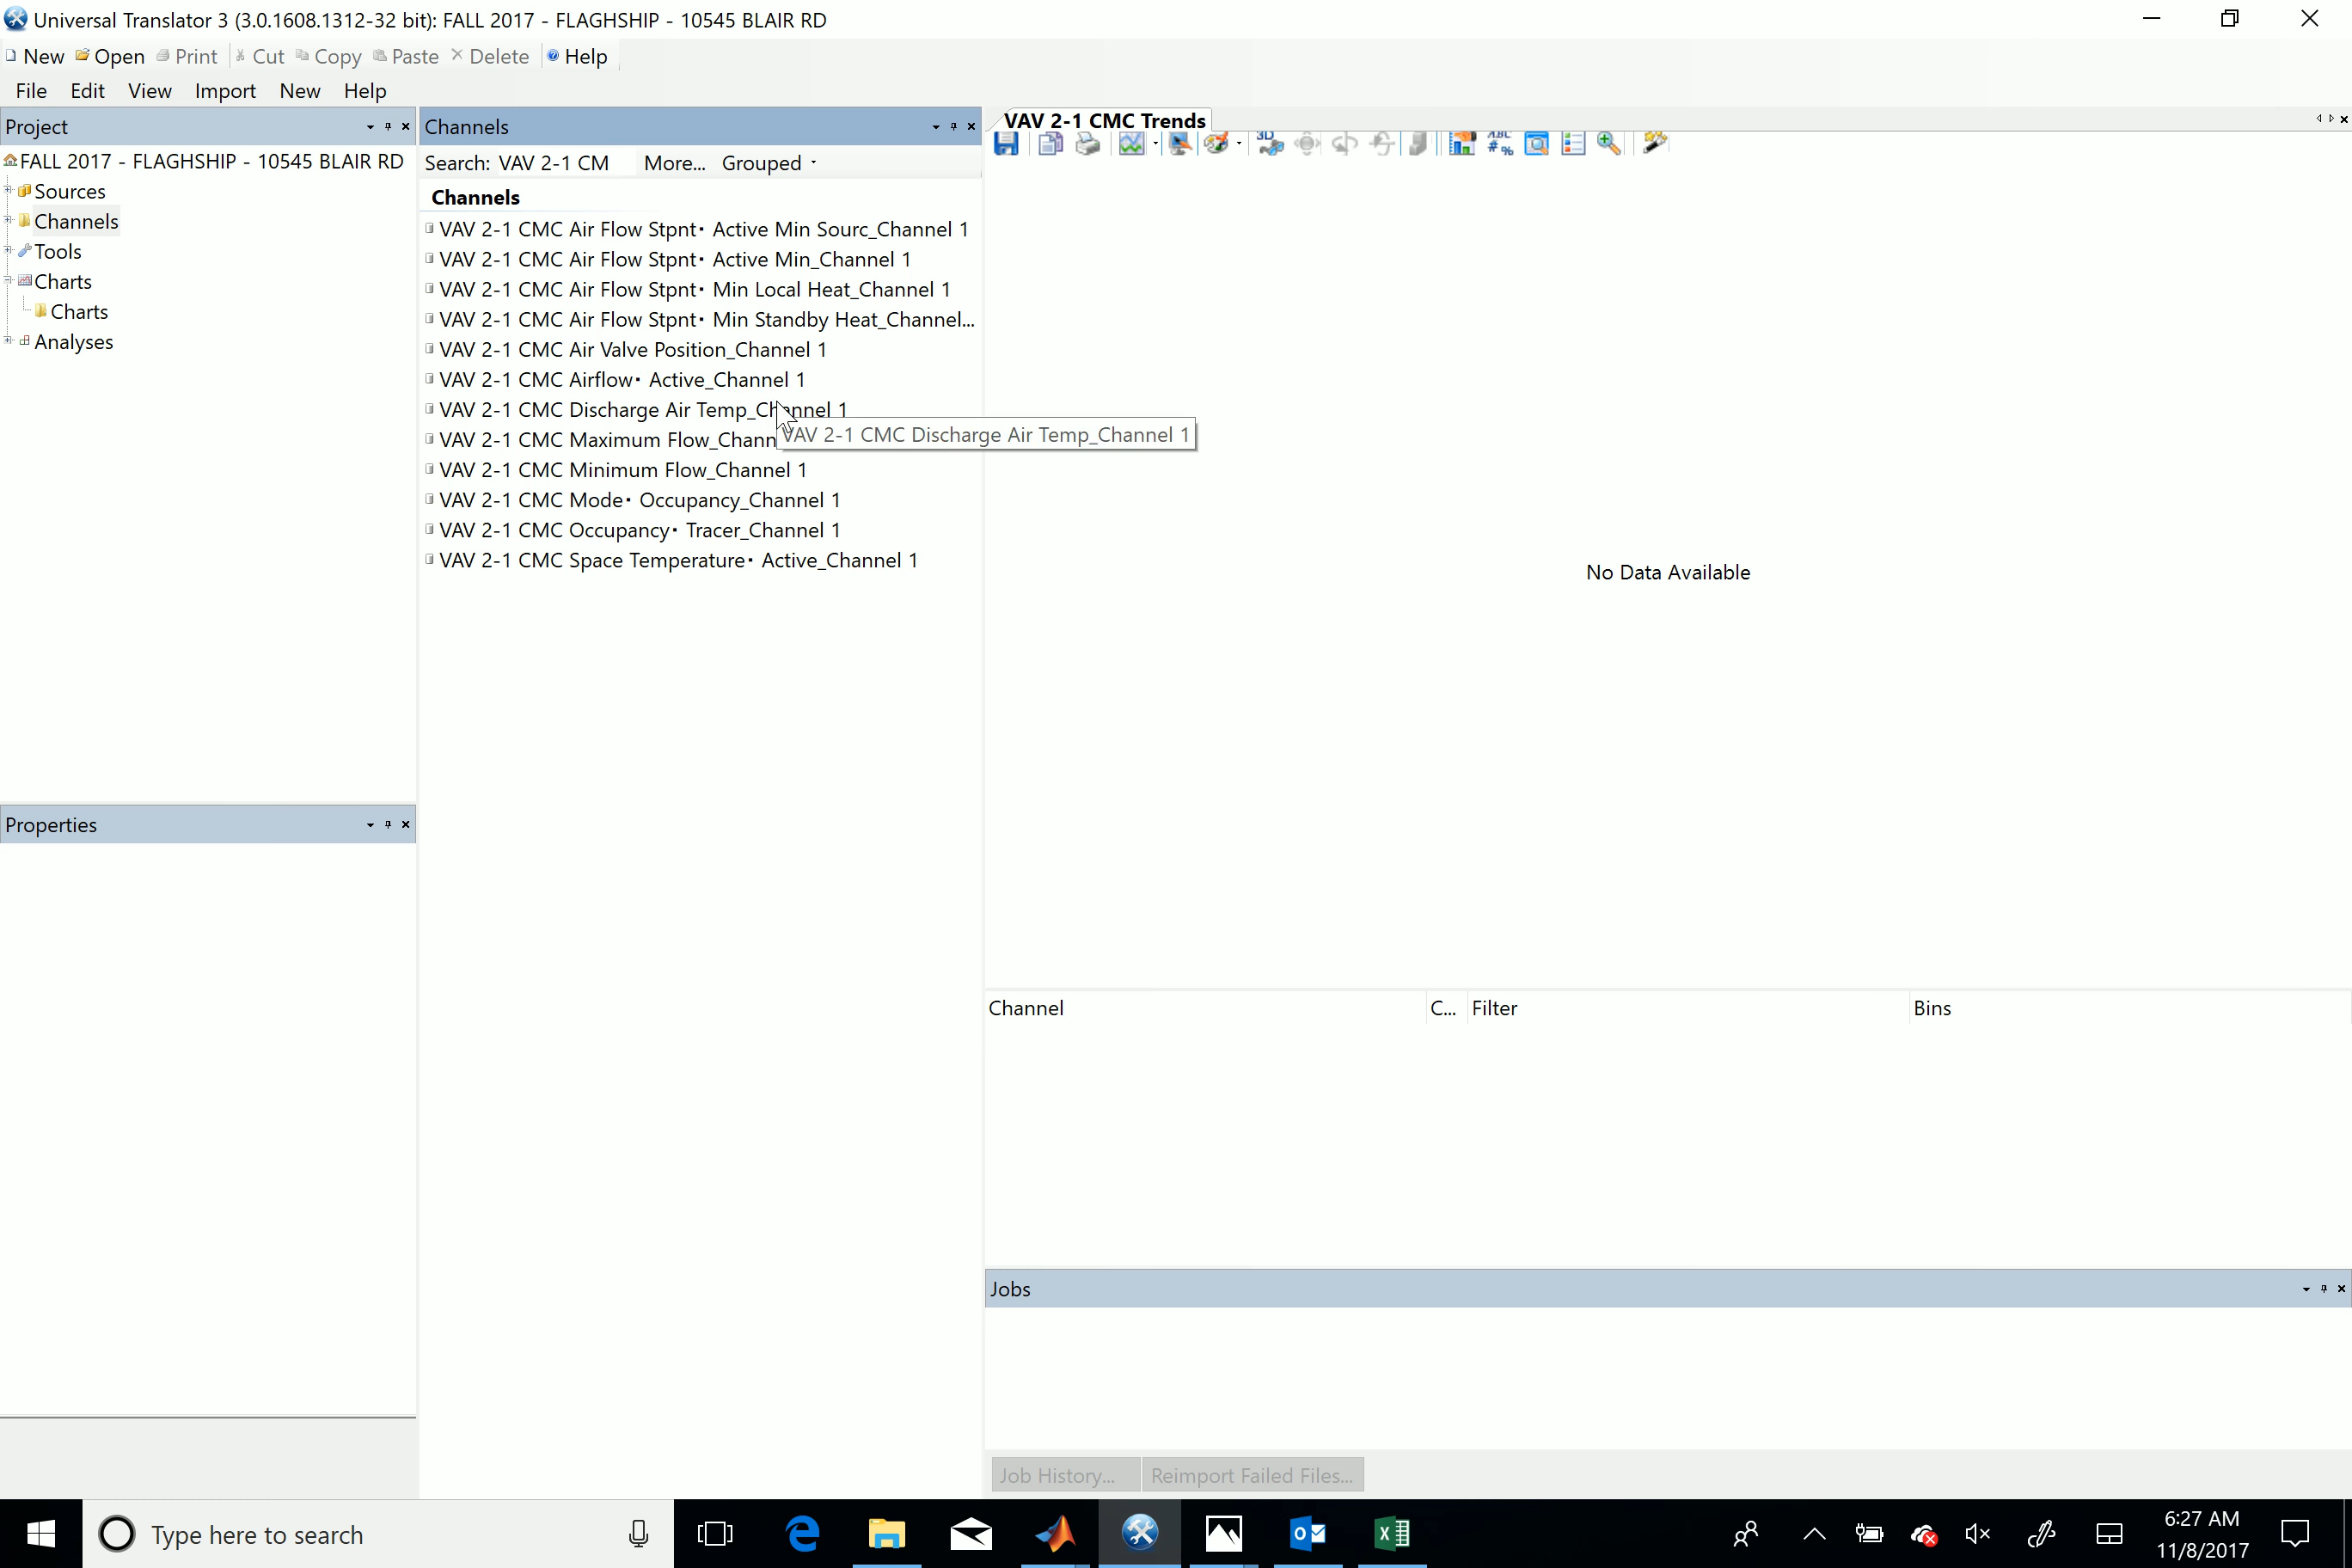 Universal Translator 3 (3.0.1608.1312-32 bit): FALL 2017 - FLAGHSHIP - 10545 BLAIR RD
New Open Print Cut Copy Paste Delete Help
File Edit View Import New Help
Project
FALL 2017 - FLAGHSHIP - 10545 BLAIR RD
Sources
Channels
Tools
Charts
Charts
Analyses
Properties
Channels
Search: VAV 2-1 CM More... Grouped
Channels
VAV 2-1 CMC Air Flow Stpnt· Active Min Sourc_Channel 1
VAV 2-1 CMC Air Flow Stpnt· Active Min_Channel 1
VAV 2-1 CMC Air Flow Stpnt· Min Local Heat_Channel 1
VAV 2-1 CMC Air Flow Stpnt· Min Standby Heat_Channel...
VAV 2-1 CMC Air Valve Position_Channel 1
VAV 2-1 CMC Airflow· Active_Channel 1
VAV 2-1 CMC Discharge Air Temp_Channel 1
VAV 2-1 CMC Maximum Flow_Chann
VAV 2-1 CMC Discharge Air Temp_Channel 1
VAV 2-1 CMC Minimum Flow_Channel 1
VAV 2-1 CMC Mode· Occupancy_Channel 1
VAV 2-1 CMC Occupancy· Tracer_Channel 1
VAV 2-1 CMC Space Temperature· Active_Channel 1
VAV 2-1 CMC Trends
3D
ABC
# %
No Data Available
Channel C... Filter Bins
Jobs
Job History... Reimport Failed Files...
Type here to search
6:27 AM
11/8/2017